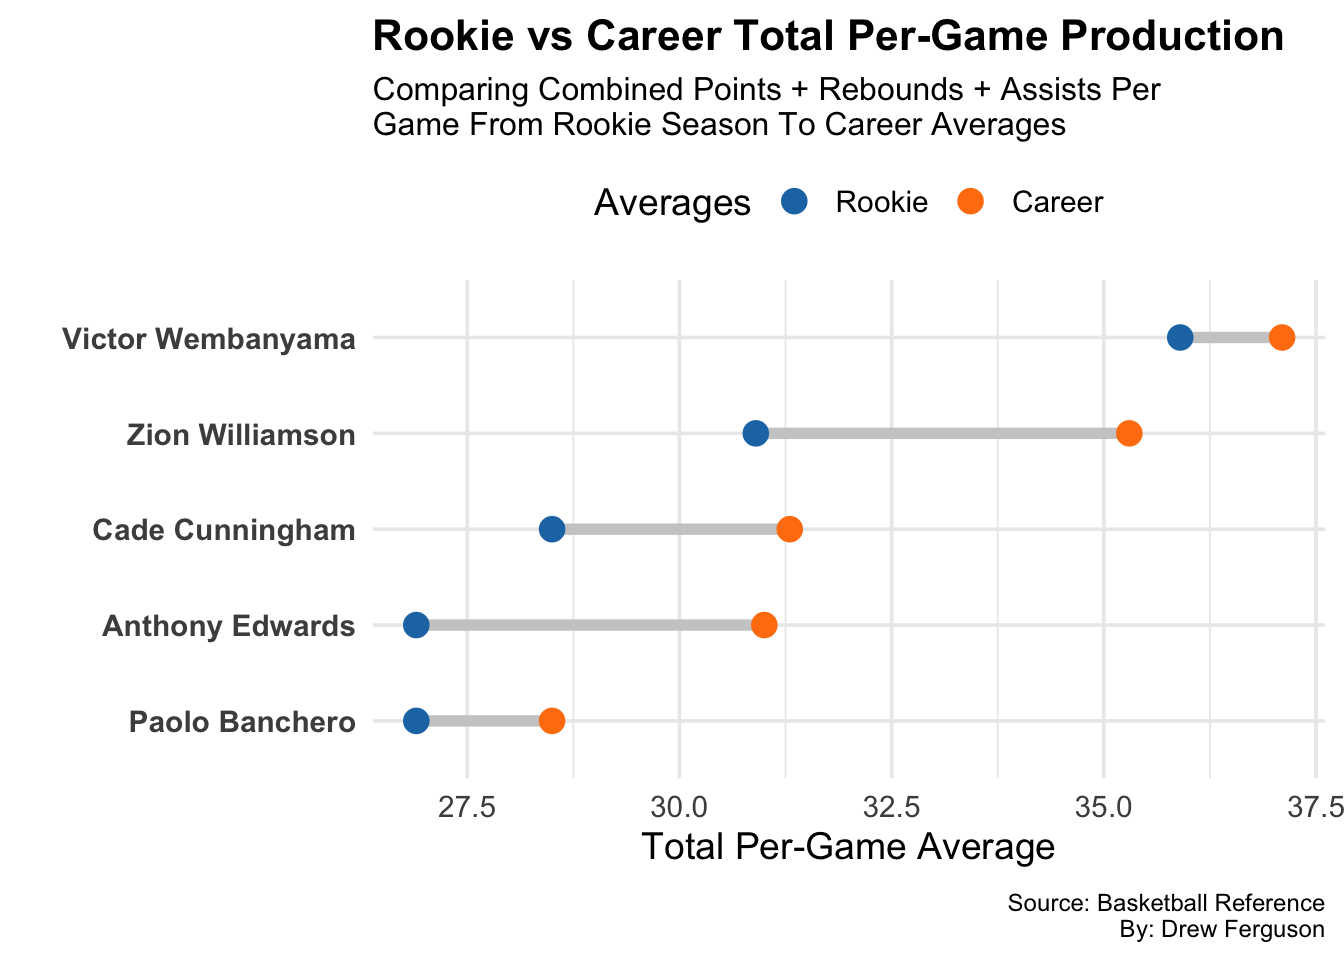 Rookie vs Career Total Per-Game Production
Comparing Combined Points + Rebounds + Assists Per
Game From Rookie Season To Career Averages
Averages Rookie Career
Victor Wembanyama
Zion Williamson
Cade Cunningham
Anthony Edwards
Paolo Banchero
27.5 30.0 32.5 35.0 37.5
Total Per-Game Average
Source: Basketball Reference
By: Drew Ferguson